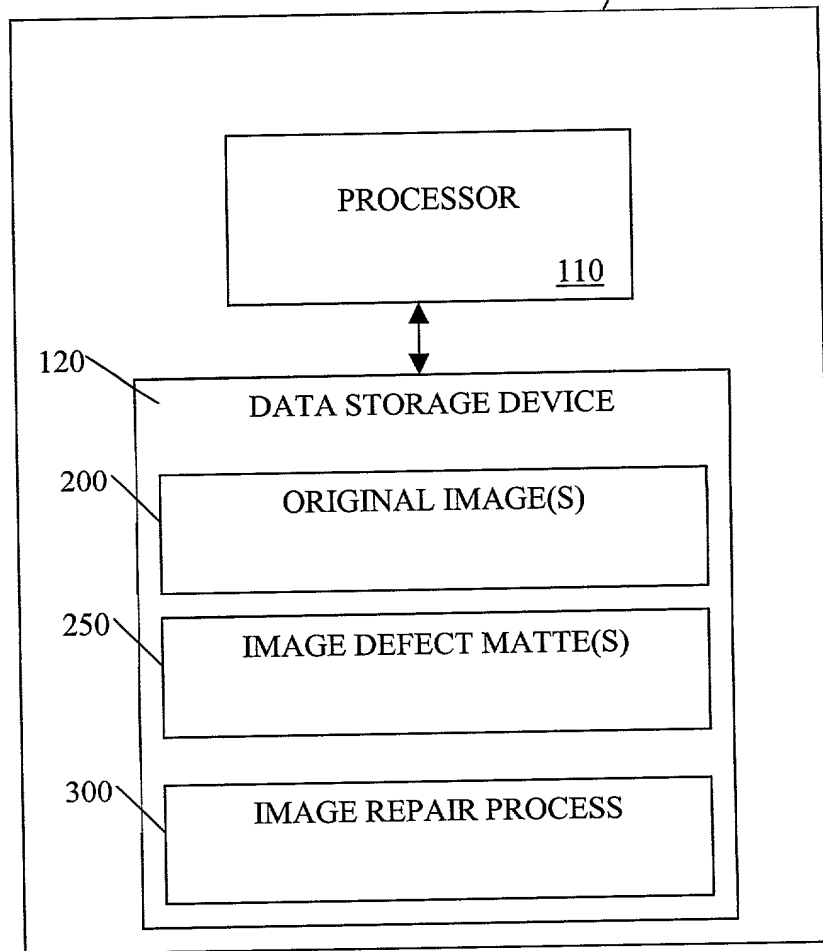 PROCESSOR
110
120
DATA STORAGE DEVICE
200
ORIGINAL IMAGE(S)
250
IMAGE DEFECT MATTE(S)
300
IMAGE REPAIR PROCESS